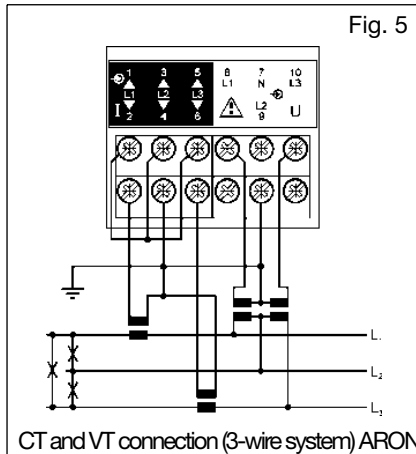 Fig. 5
1 3 5 8 7 10
L1 N L3
L1 L2 L3
I 2 4 6 L2 9 U
L1
L2
L3
CT and VT connection (3-wire system) ARON